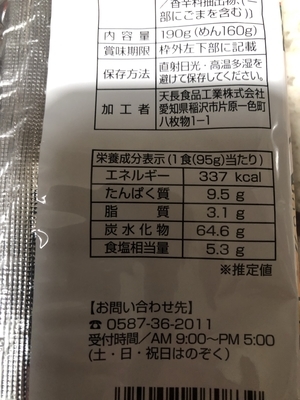 /香辛料抽出物、(一
部にごまを含む)〕
内容量 190g(めん160g)
賞味期限 枠外左下部に記載
保存方法 直射日光・高温多湿を
避けて保存してください。
加工者 天長食品工業株式会社
愛知県稲沢市片原一色町
八枚物1-1
栄養成分表示(1食(95g)当たり)
エネルギー 337 kcal
たんぱく質 9.5 g
脂質 3.1 g
炭水化物 64.6 g
食塩相当量 5.3 g
※推定値
【お問い合わせ先】
☎ 0587-36-2011
受付時間/AM 9:00~PM 5:00
(土・日・祝日はのぞく)